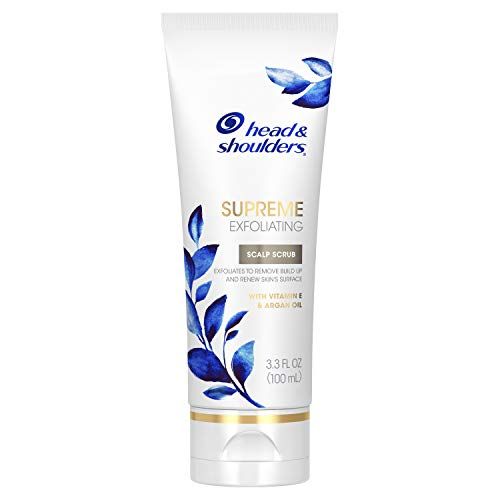 head &
shoulders®
SUPREME
EXFOLIATING
SCALP SCRUB
EXFOLIATES TO REMOVE BUILD UP
AND RENEW SKIN'S SURFACE
WITH VITAMIN E
& ARGAN OIL
3.3 FL OZ
(100 mL)